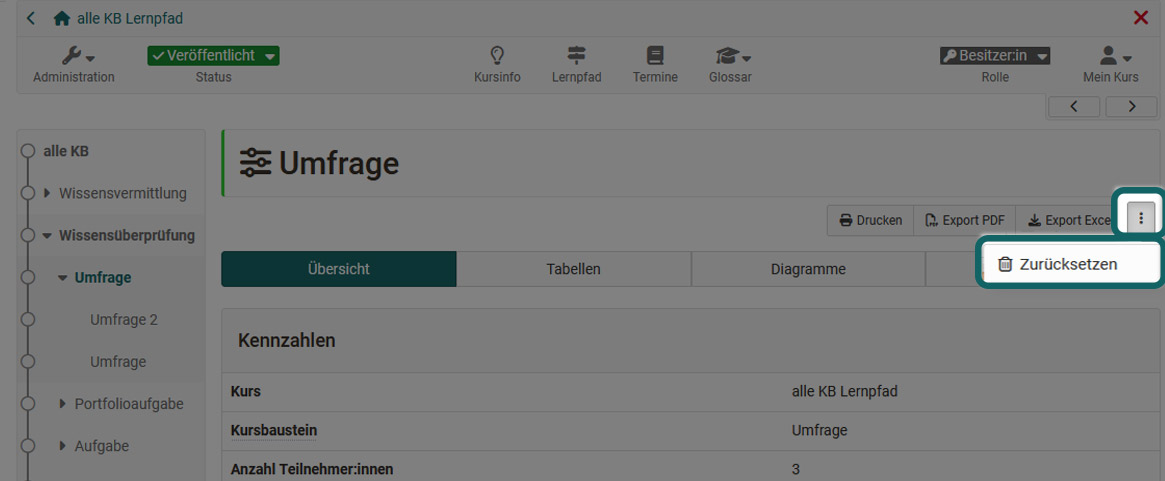 alle KB Lernpfad
Administration
Veröffentlicht
Status
Kursinfo
Lernpfad
Termine
Glossar
Besitzer:in
Rolle
Mein Kurs
alle KB
Wissensvermittlung
Wissensüberprüfung
Umfrage
Umfrage 2
Umfrage
Portfolioaufgabe
Aufgabe
Umfrage
Drucken
Export PDF
Export Exce
Zurücksetzen
Übersicht
Tabellen
Diagramme
Kennzahlen
Kurs alle KB Lernpfad
Kursbaustein Umfrage
Anzahl Teilnehmer:innen 3